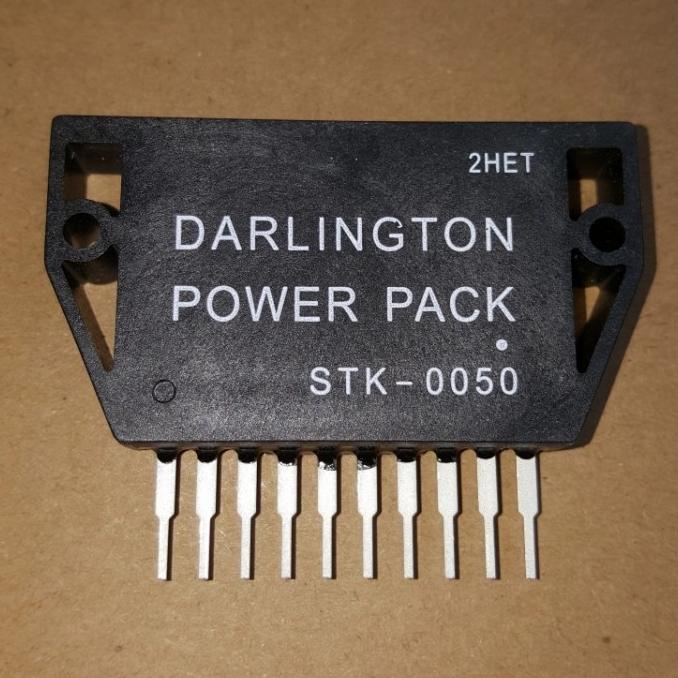 2HET
DARLINGTON
POWER PACK
STK-0050